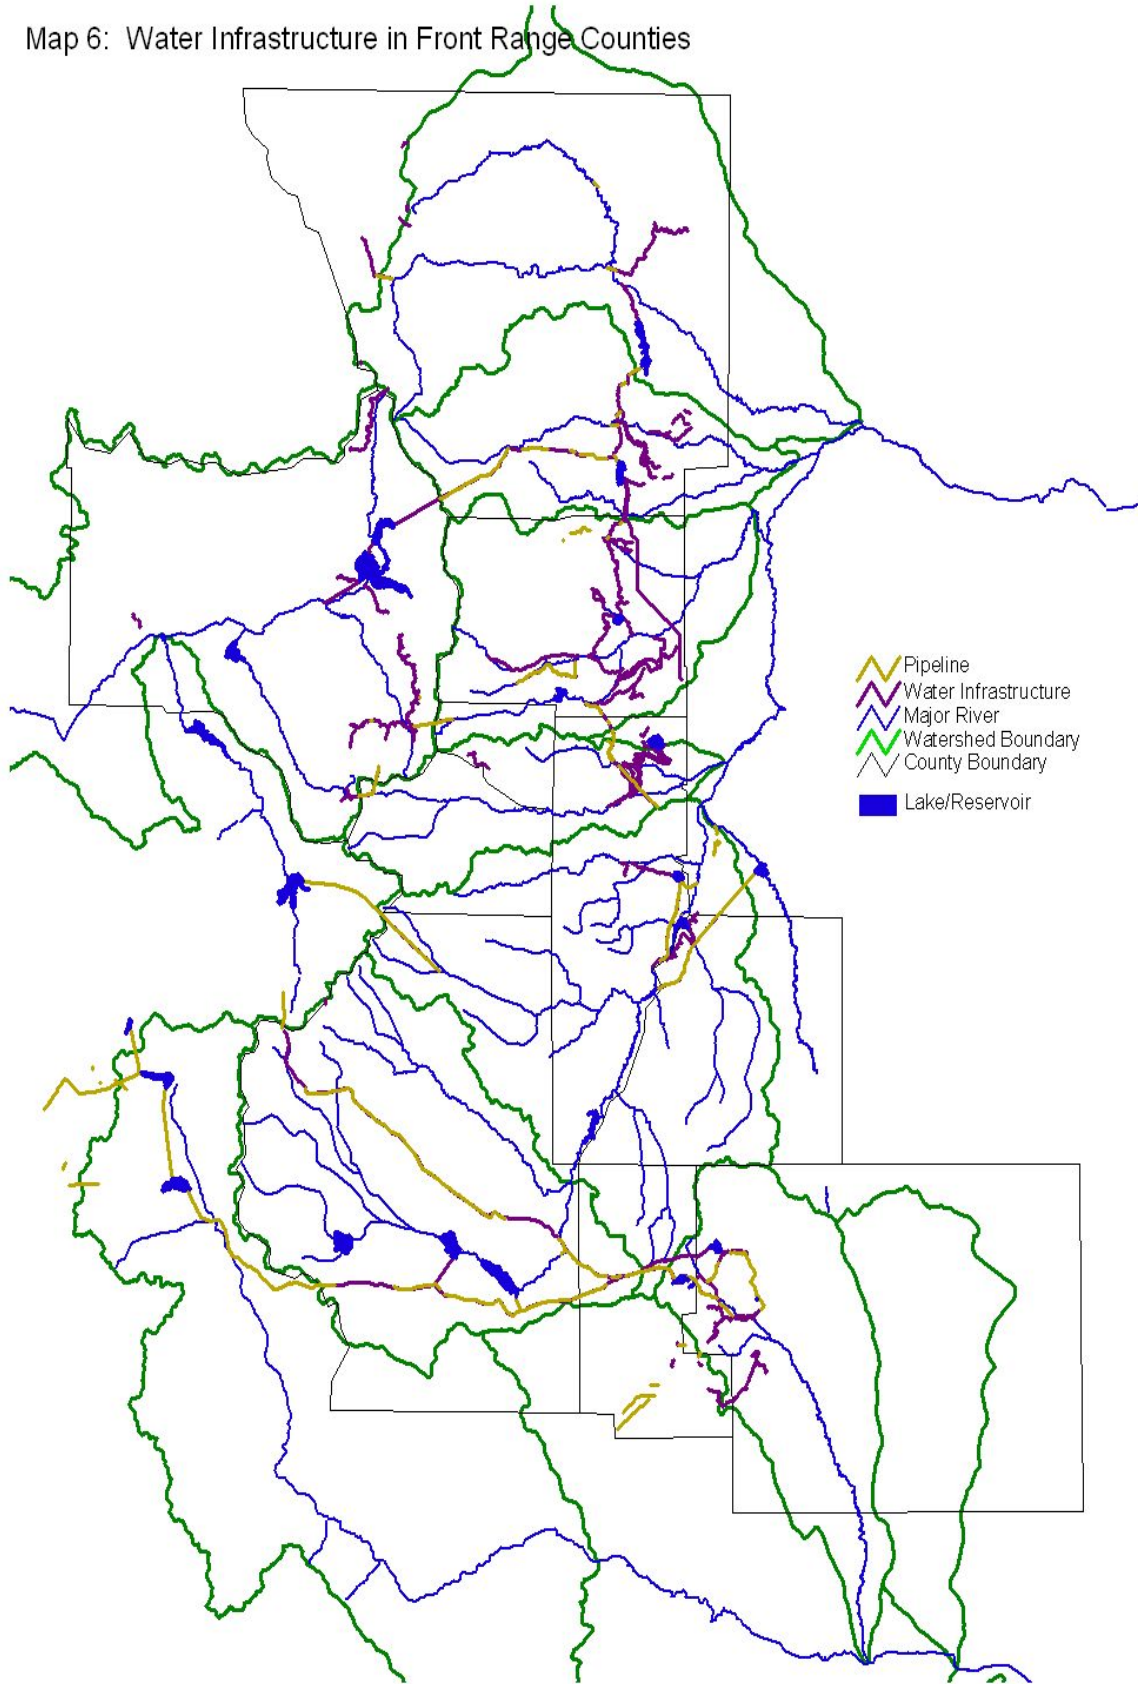 Map 6:  Water Infrastructure in Front Range Counties
Pipeline
Water Infrastructure
Major River
Watershed Boundary
County Boundary
Lake/Reservoir